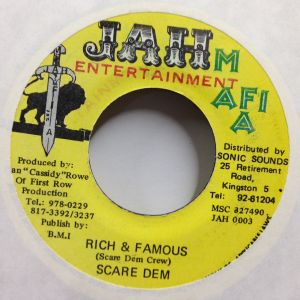 JAH
MAFIA
ENTERTAINMENT
MAFIA
Produced by:
an "Cassidy" Rowe
Of First Row
Production
Tel.: 978-0229
817-3392/3237
Publish by:
B.M.I
Distributed by
SONIC SOUNDS
25 Retirement
Road,
Kingston 5
Tel: 92-81204
MSC 327490
JAH 0003
RICH & FAMOUS
(Scare Dem Crew)
SCARE DEM